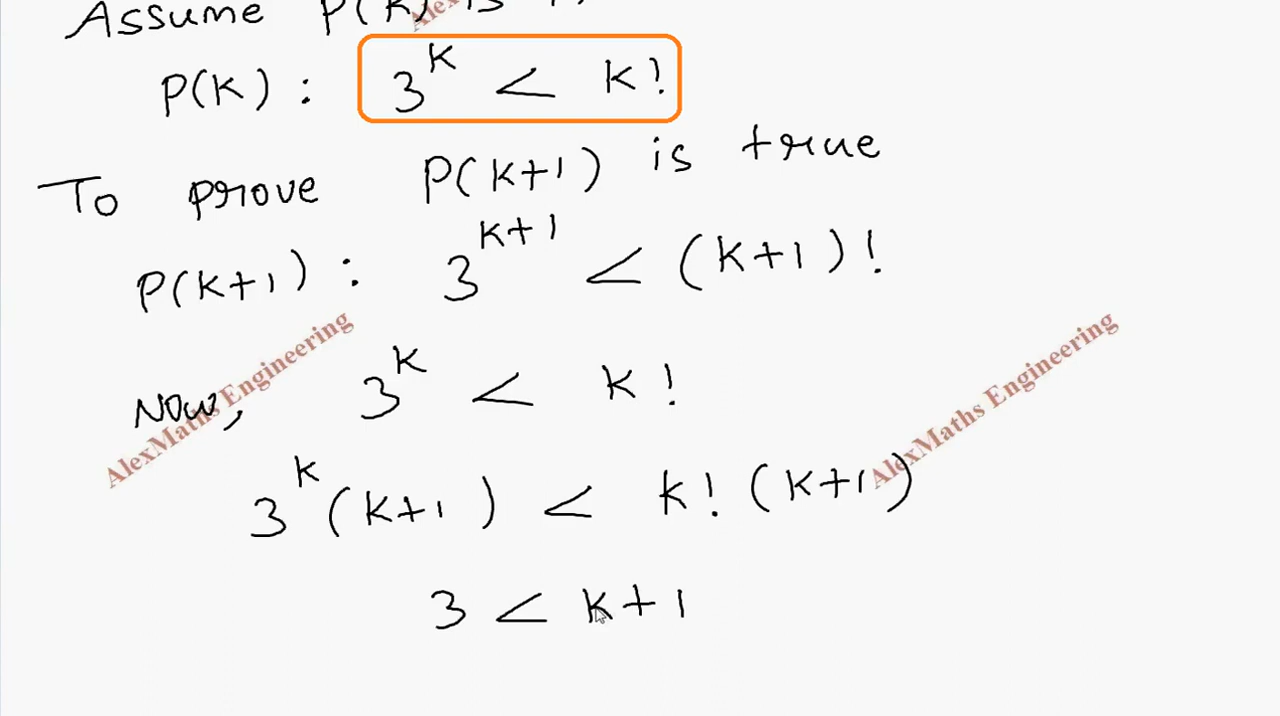 Assume P(k) is
P(k) : 3^k < k!
To prove P(k+1) is true
P(k+1) : 3^{k+1} < (k+1)!
Now, 3^k < k!
3^k (k+1) < k! (k+1)
3 < k+1
AlexMaths Engineering
AlexMaths Engineering